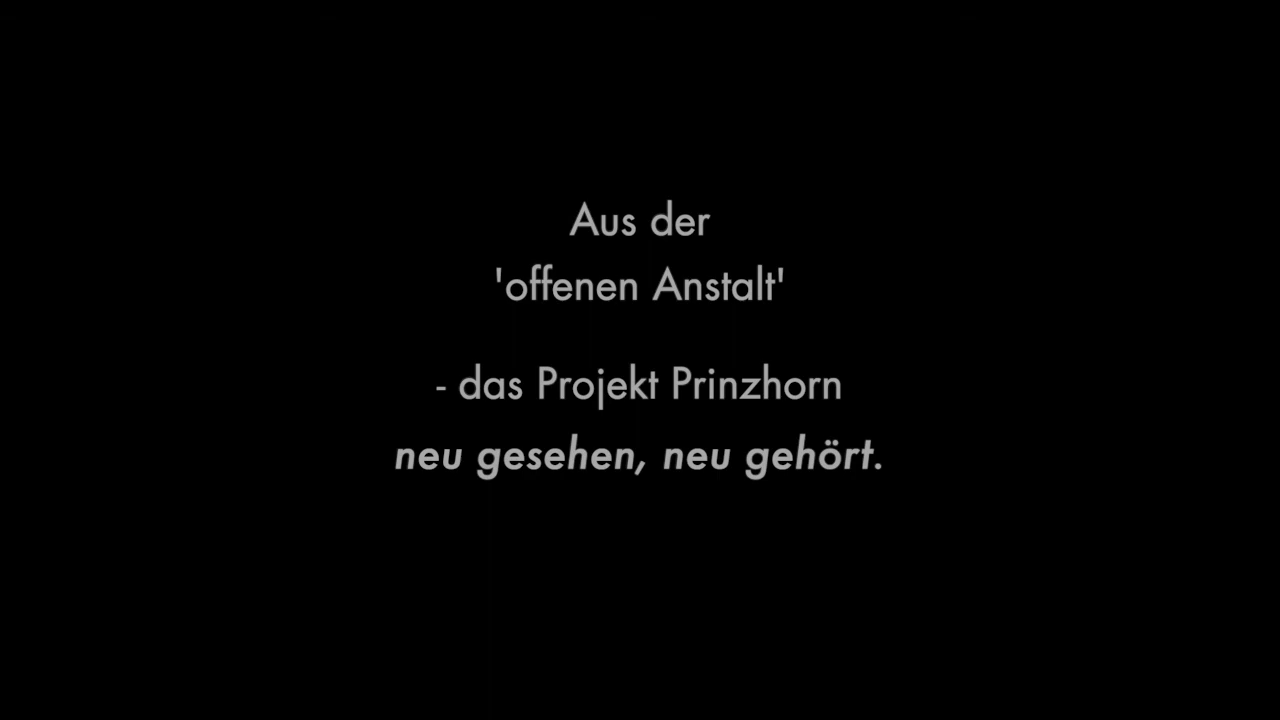 Aus der
'offenen Anstalt'
- das Projekt Prinzhorn
neu gesehen, neu gehört.